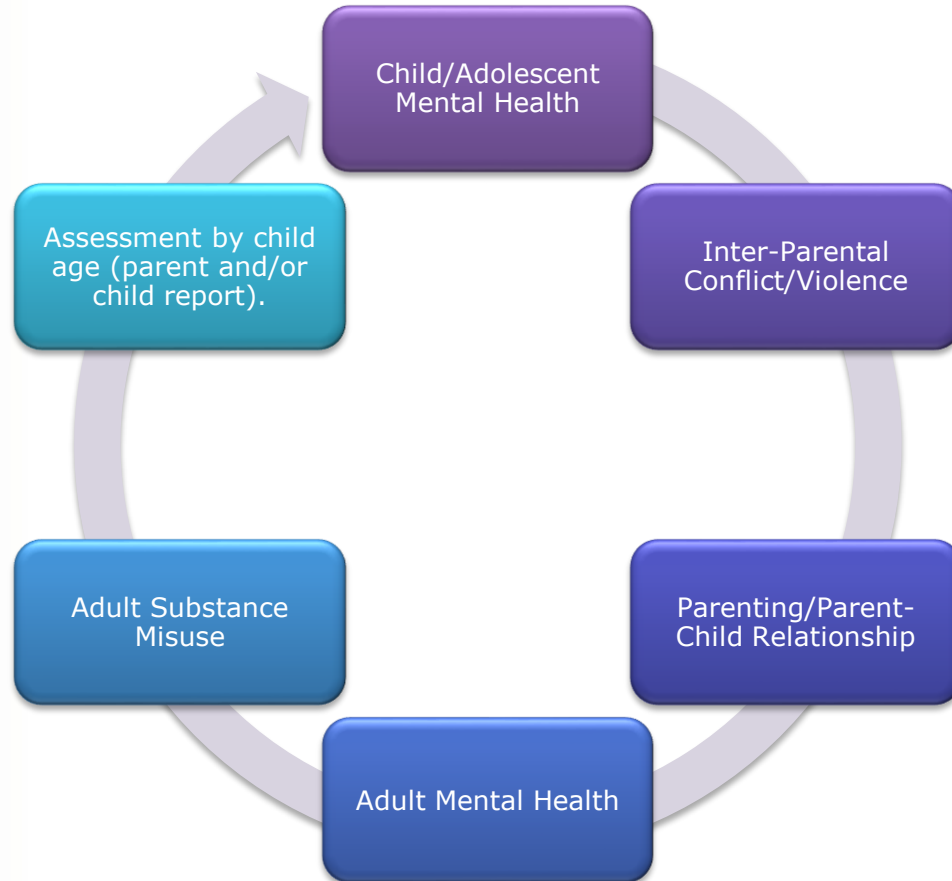 Child/Adolescent
Mental Health
Inter-Parental
Conflict/Violence
Parenting/Parent-
Child Relationship
Adult Mental Health
Adult Substance
Misuse
Assessment by child
age (parent and/or
child report).